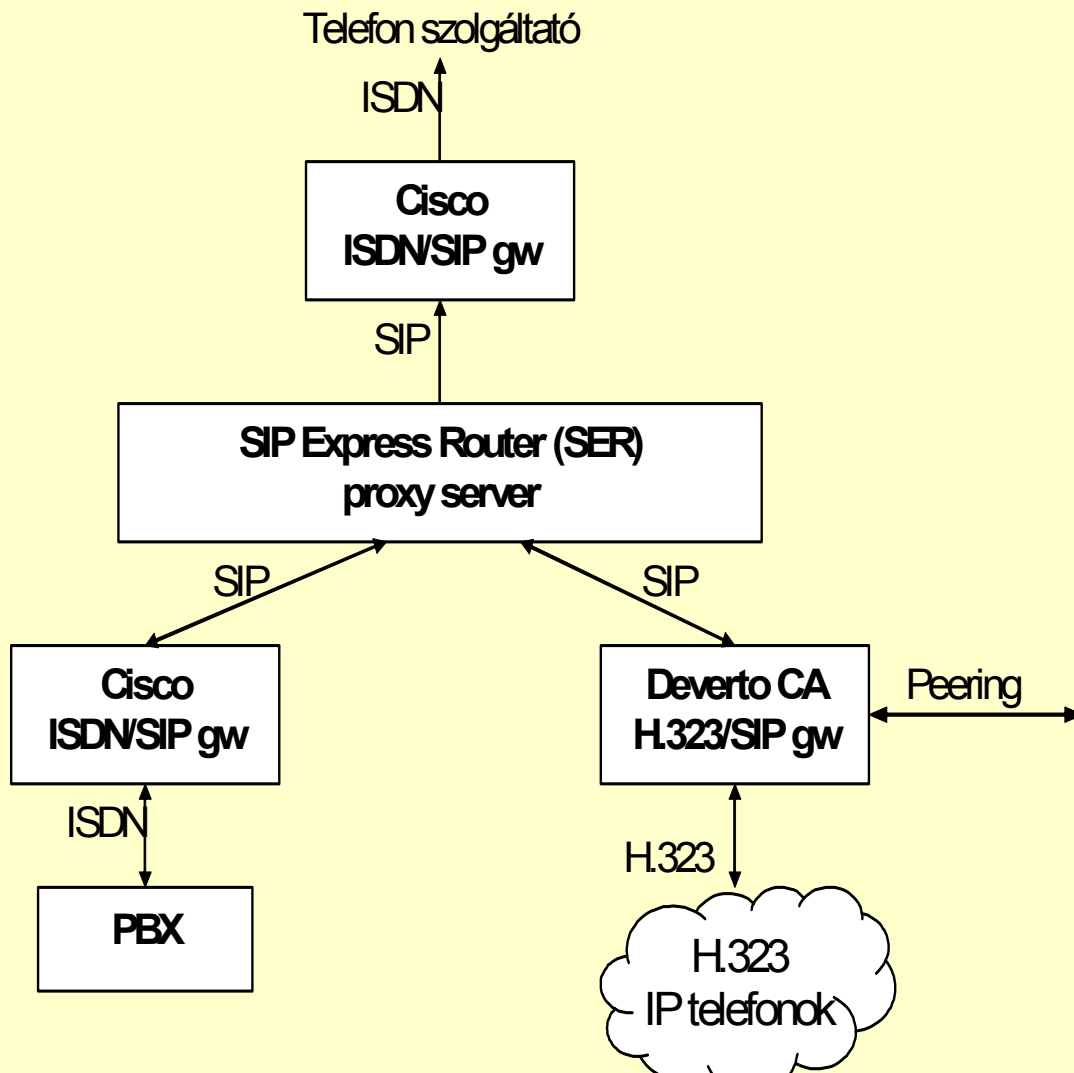 Telefon szolgáltató
ISDN
Cisco
ISDN/SIP gw
SIP
SIP Express Router (SER)
proxy server
SIP
SIP
Cisco
ISDN/SIP gw
Deverto CA
H.323/SIP gw
Peering
ISDN
H.323
PBX
H.323
IP telefonok